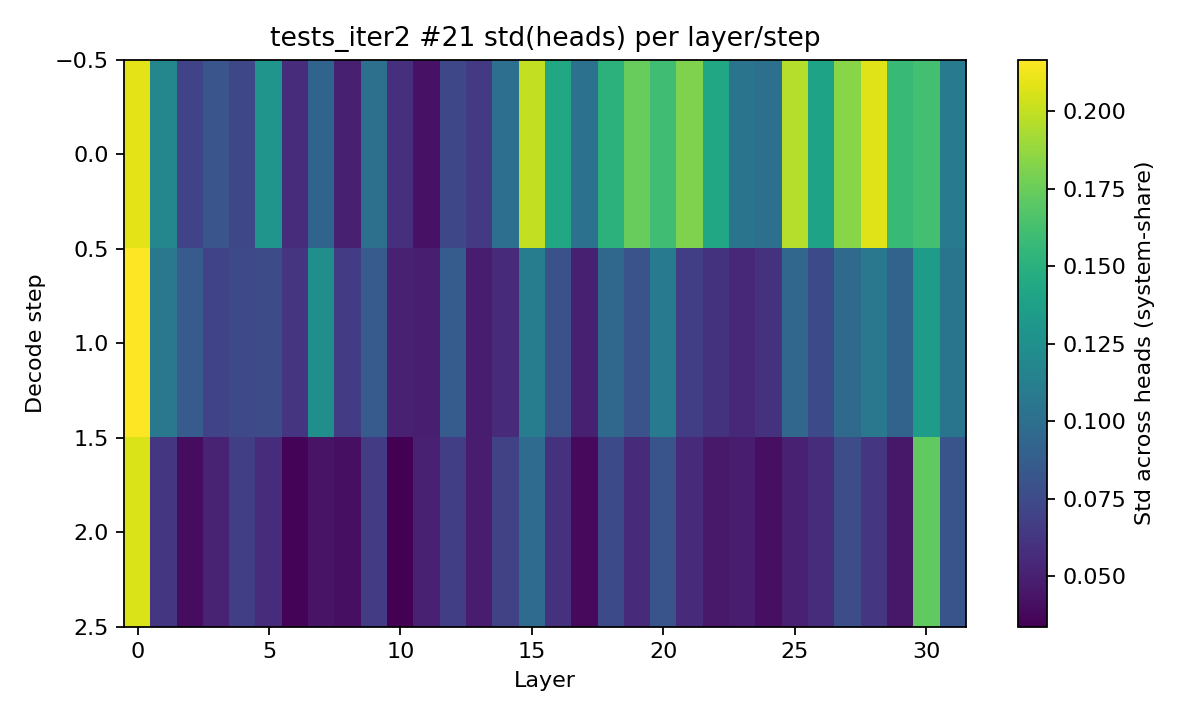 tests_iter2 #21 std(heads) per layer/step
−0.5
0.0
0.5
1.0
1.5
2.0
2.5
Decode step
0 5 10 15 20 25 30
Layer
0.200
0.175
0.150
0.125
0.100
0.075
0.050
Std across heads (system-share)